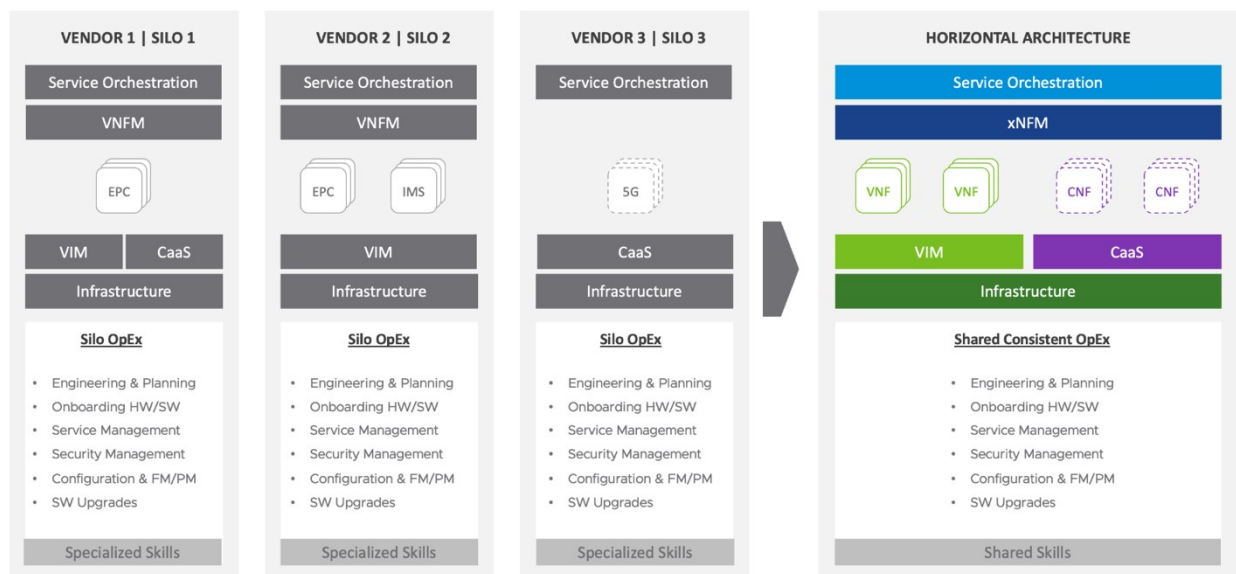 VENDOR 1 | SILO 1
Service Orchestration
VNFM
EPC
VIM
CaaS
Infrastructure
Silo OpEx
• Engineering & Planning
• Onboarding HW/SW
• Service Management
• Security Management
• Configuration & FM/PM
• SW Upgrades
Specialized Skills
VENDOR 2 | SILO 2
Service Orchestration
VNFM
EPC
IMS
VIM
Infrastructure
Silo OpEx
• Engineering & Planning
• Onboarding HW/SW
• Service Management
• Security Management
• Configuration & FM/PM
• SW Upgrades
Specialized Skills
VENDOR 3 | SILO 3
Service Orchestration
5G
CaaS
Infrastructure
Silo OpEx
• Engineering & Planning
• Onboarding HW/SW
• Service Management
• Security Management
• Configuration & FM/PM
• SW Upgrades
Specialized Skills
HORIZONTAL ARCHITECTURE
Service Orchestration
xNFM
VNF
VNF
CNF
CNF
VIM
CaaS
Infrastructure
Shared Consistent OpEx
• Engineering & Planning
• Onboarding HW/SW
• Service Management
• Security Management
• Configuration & FM/PM
• SW Upgrades
Shared Skills